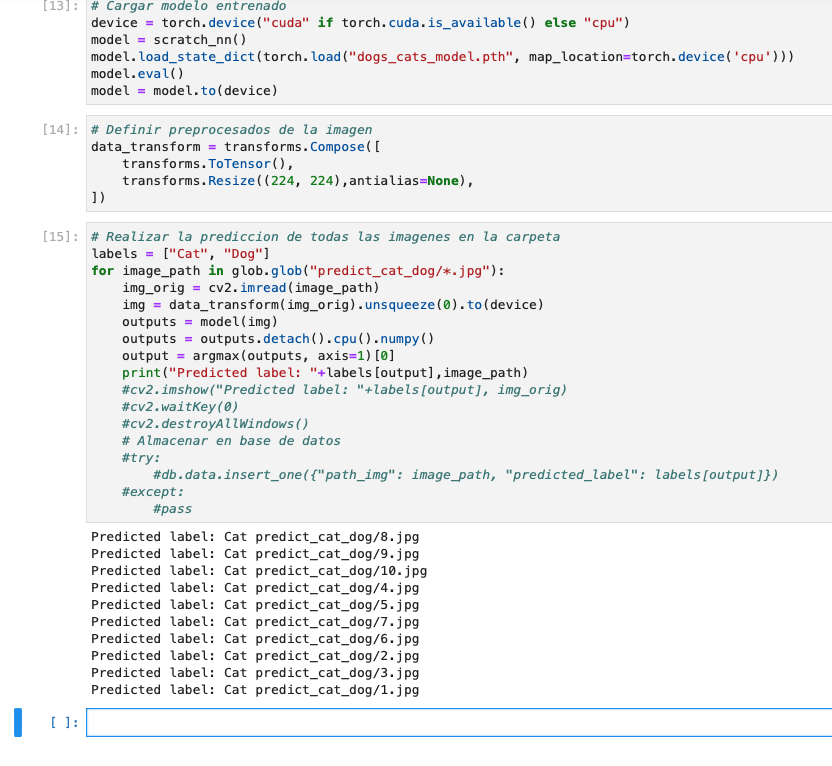 [13]: # Cargar modelo entrenado
device = torch.device("cuda" if torch.cuda.is_available() else "cpu")
model = scratch_nn()
model.load_state_dict(torch.load("dogs_cats_model.pth", map_location=torch.device('cpu')))
model.eval()
model = model.to(device)
[14]: # Definir preprocesados de la imagen
data_transform = transforms.Compose([
    transforms.ToTensor(),
    transforms.Resize((224, 224),antialias=None),
])
[15]: # Realizar la prediccion de todas las imagenes en la carpeta
labels = ["Cat", "Dog"]
for image_path in glob.glob("predict_cat_dog/*.jpg"):
    img_orig = cv2.imread(image_path)
    img = data_transform(img_orig).unsqueeze(0).to(device)
    outputs = model(img)
    outputs = outputs.detach().cpu().numpy()
    output = argmax(outputs, axis=1)[0]
    print("Predicted label: "+labels[output],image_path)
    #cv2.imshow("Predicted label: "+labels[output], img_orig)
    #cv2.waitKey(0)
    #cv2.destroyAllWindows()
    # Almacenar en base de datos
    #try:
        #db.data.insert_one({"path_img": image_path, "predicted_label": labels[output]})
    #except:
        #pass
Predicted label: Cat predict_cat_dog/8.jpg
Predicted label: Cat predict_cat_dog/9.jpg
Predicted label: Cat predict_cat_dog/10.jpg
Predicted label: Cat predict_cat_dog/4.jpg
Predicted label: Cat predict_cat_dog/5.jpg
Predicted label: Cat predict_cat_dog/7.jpg
Predicted label: Cat predict_cat_dog/6.jpg
Predicted label: Cat predict_cat_dog/2.jpg
Predicted label: Cat predict_cat_dog/3.jpg
Predicted label: Cat predict_cat_dog/1.jpg
[ ]: